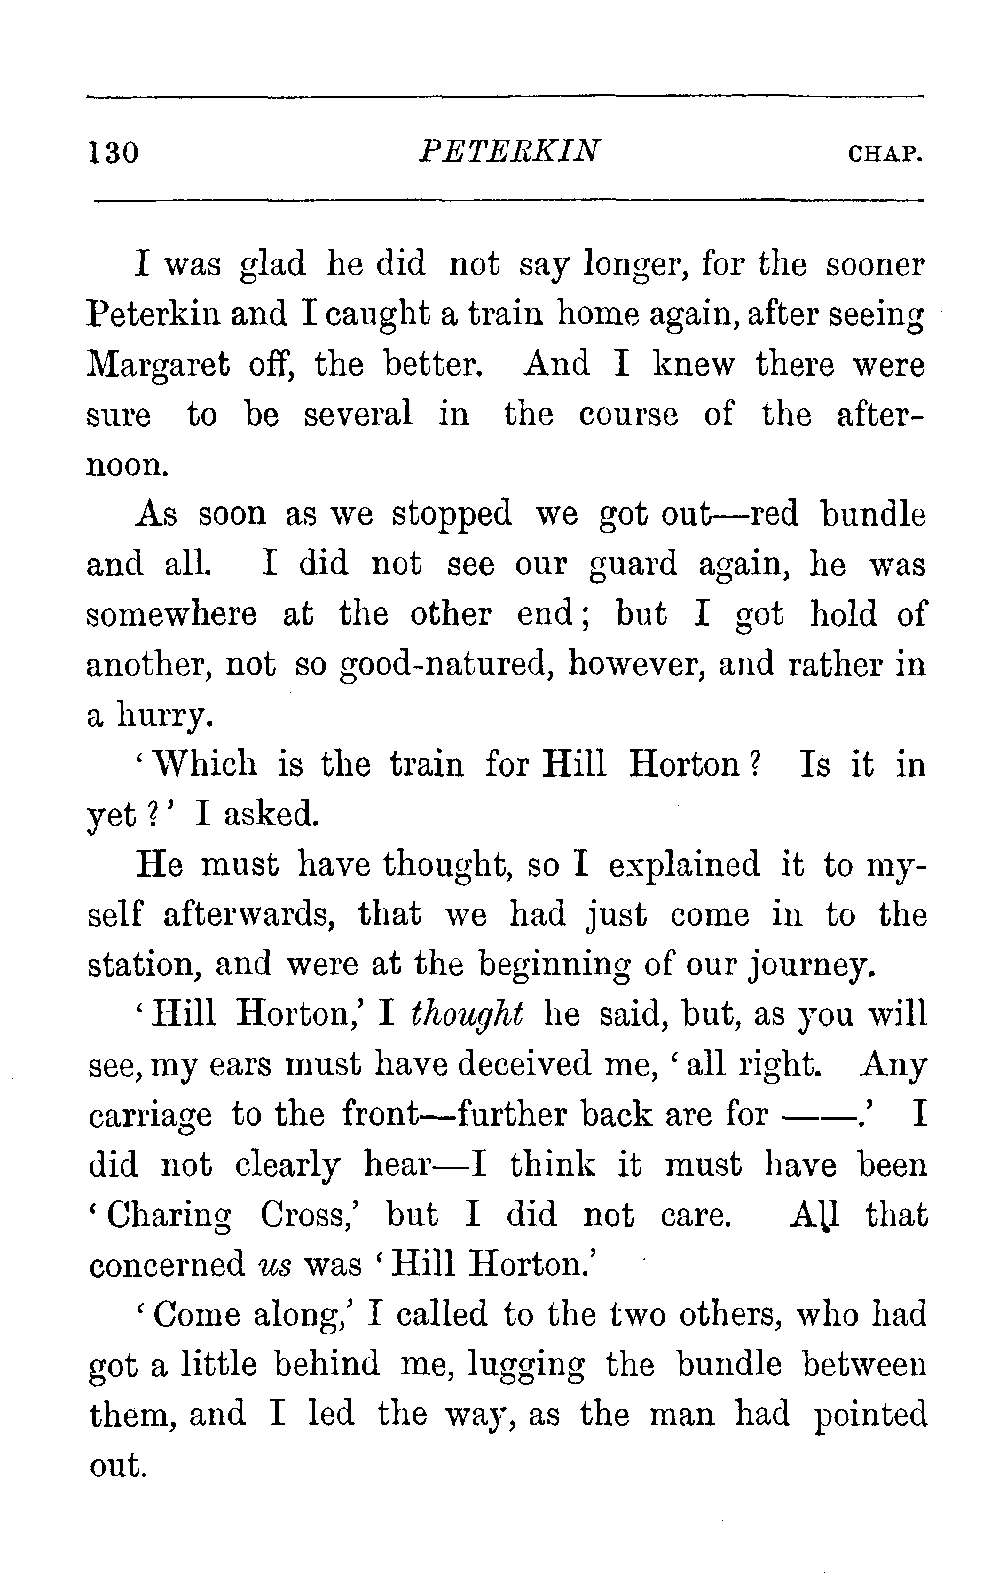 130 PETERKIN CHAP.
I was glad he did not say longer, for the sooner
Peterkin and I caught a train home again, after seeing
Margaret off, the better. And I knew there were
sure to be several in the course of the after-
noon.
As soon as we stopped we got out—red bundle
and all. I did not see our guard again, he was
somewhere at the other end; but I got hold of
another, not so good-natured, however, and rather in
a hurry.
‘Which is the train for Hill Horton? Is it in
yet?’ I asked.
He must have thought, so I explained it to my-
self afterwards, that we had just come in to the
station, and were at the beginning of our journey.
‘Hill Horton,’ I thought he said, but, as you will
see, my ears must have deceived me, ‘all right. Any
carriage to the front—further back are for ——.’ I
did not clearly hear—I think it must have been
‘Charing Cross,’ but I did not care. All that
concerned us was ‘Hill Horton.’
‘Come along,’ I called to the two others, who had
got a little behind me, lugging the bundle between
them, and I led the way, as the man had pointed
out.